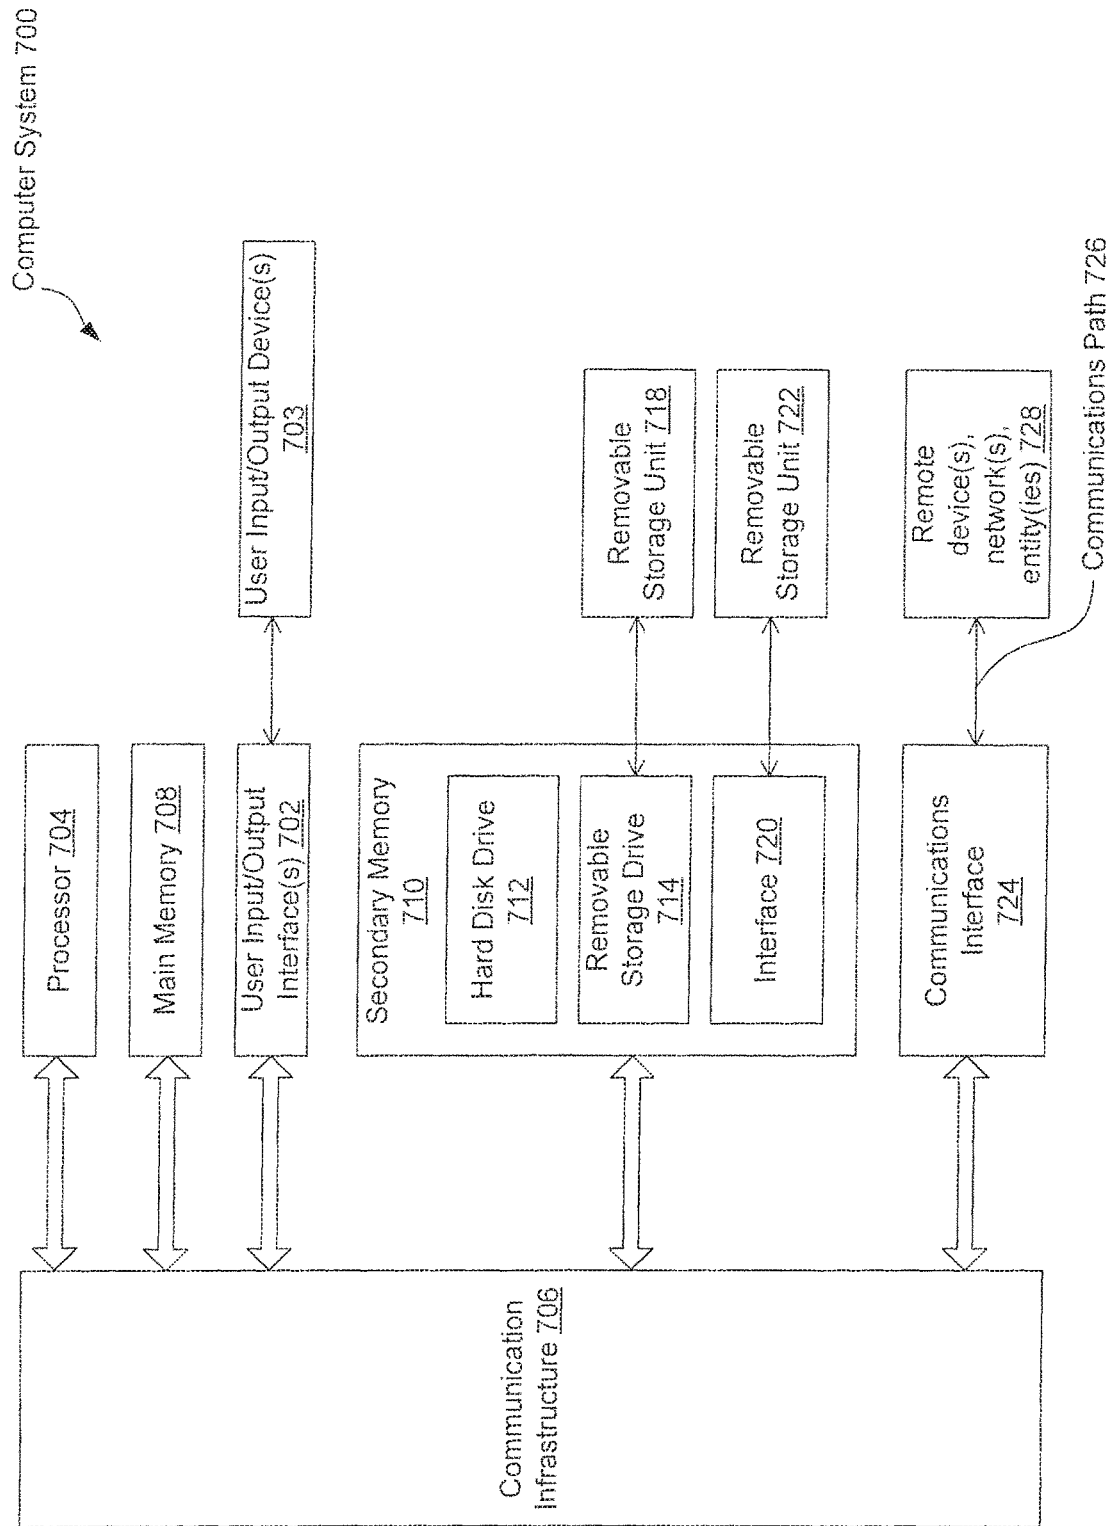 Computer System 700
Processor 704
Main Memory 708
User Input/Output
Interface(s) 702
User Input/Output Device(s)
703
Secondary Memory
710
Hard Disk Drive
712
Removable
Storage Drive
714
Removable
Storage Unit 718
Interface 720
Removable
Storage Unit 722
Communications
Interface
724
Remote
device(s),
network(s),
entity(ies) 728
Communications Path 726
Communication
Infrastructure 706